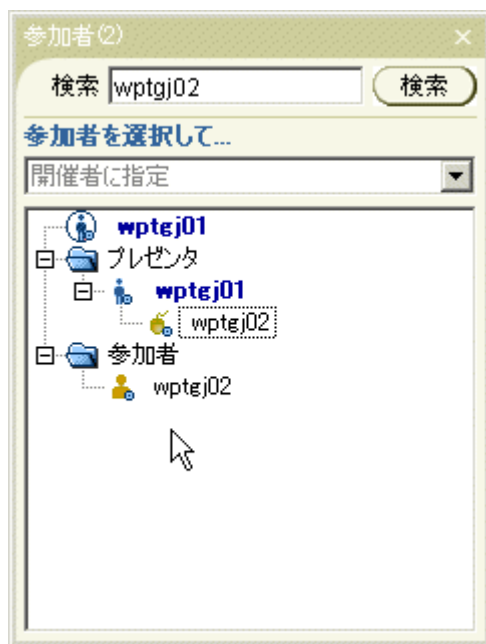 参加者(2)
検索 wptgj02 検索
参加者を選択して...
開催者に指定
wptgj01
プレゼンタ
wptgj01
wptgj02
参加者
wptgj02